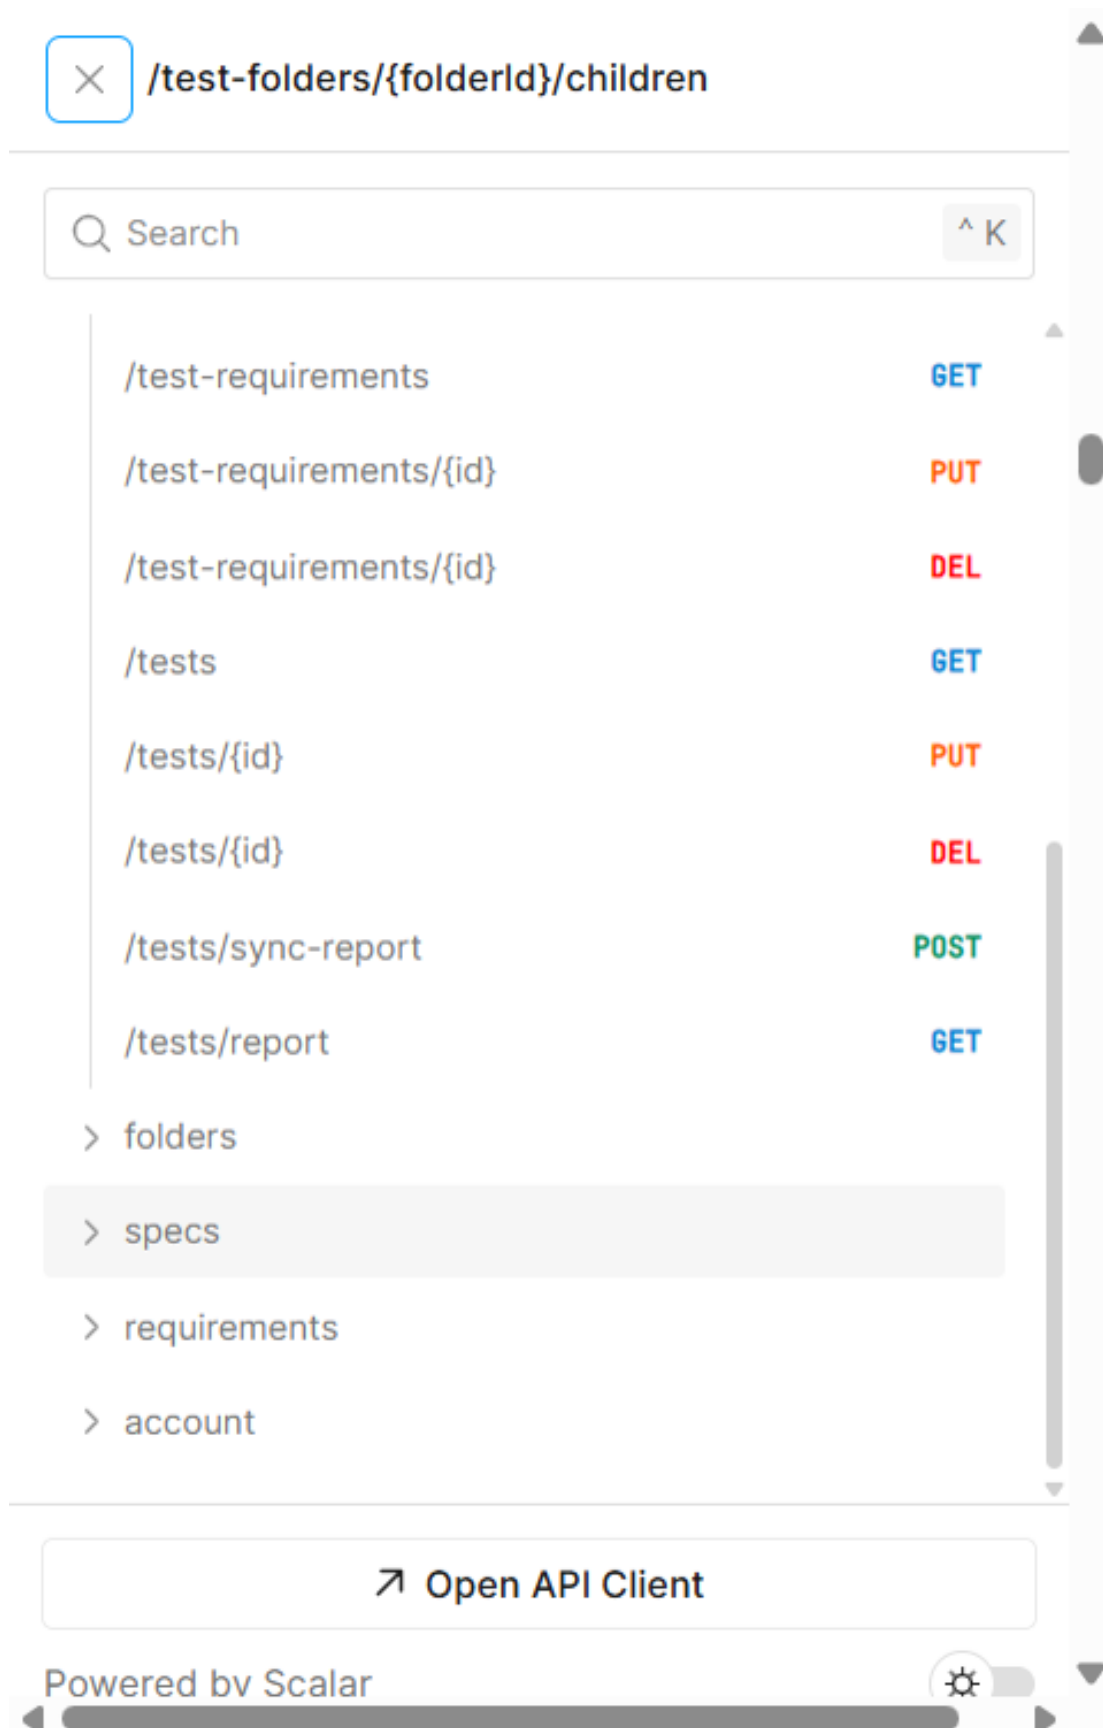 /test-folders/{folderId}/children
Search ^ K
/test-requirements GET
/test-requirements/{id} PUT
/test-requirements/{id} DEL
/tests GET
/tests/{id} PUT
/tests/{id} DEL
/tests/sync-report POST
/tests/report GET
folders
specs
requirements
account
Open API Client
Powered by Scalar